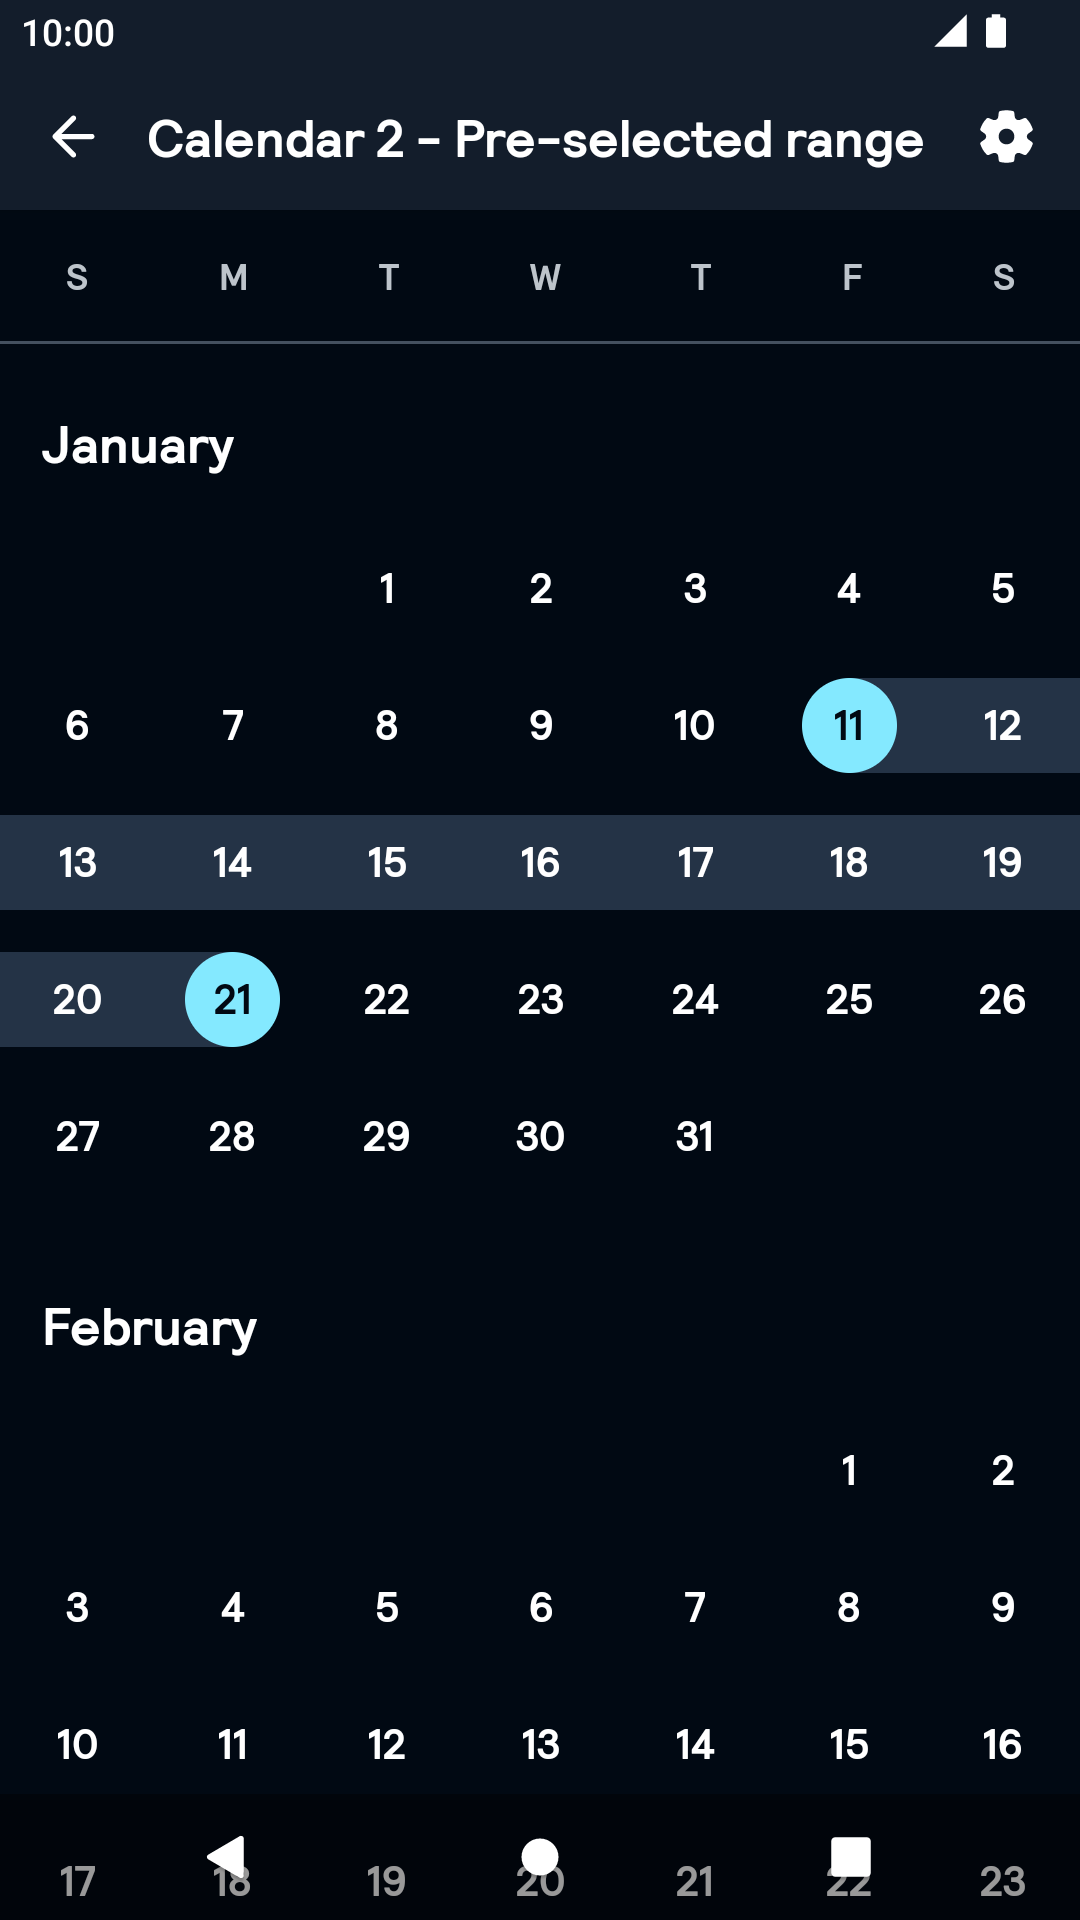 10:00
Calendar 2 - Pre-selected range
S M T W T F S
January
1 2 3 4 5
6 7 8 9 10 11 12
13 14 15 16 17 18 19
20 21 22 23 24 25 26
27 28 29 30 31
February
1 2
3 4 5 6 7 8 9
10 11 12 13 14 15 16
17 18 19 20 21 22 23